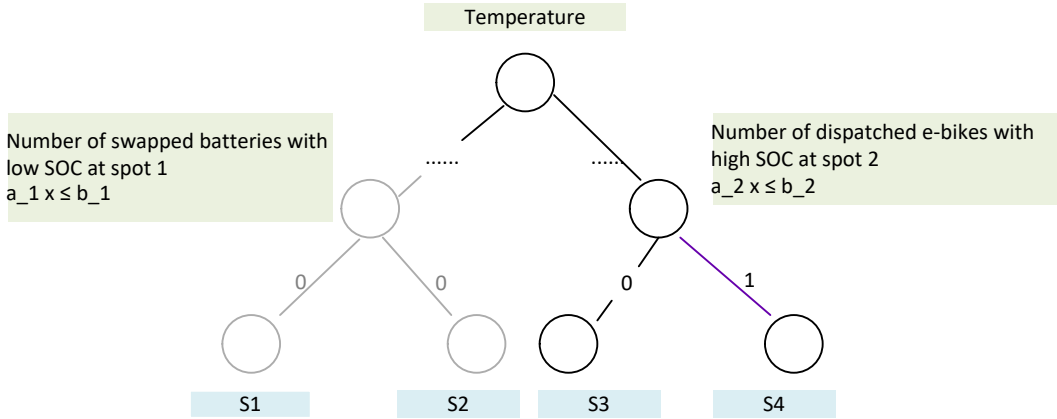 Temperature
Number of swapped batteries with
low SOC at spot 1
a_1 x ≤ b_1
Number of dispatched e-bikes with
high SOC at spot 2
a_2 x ≤ b_2
......
......
0
0
0
1
S1
S2
S3
S4